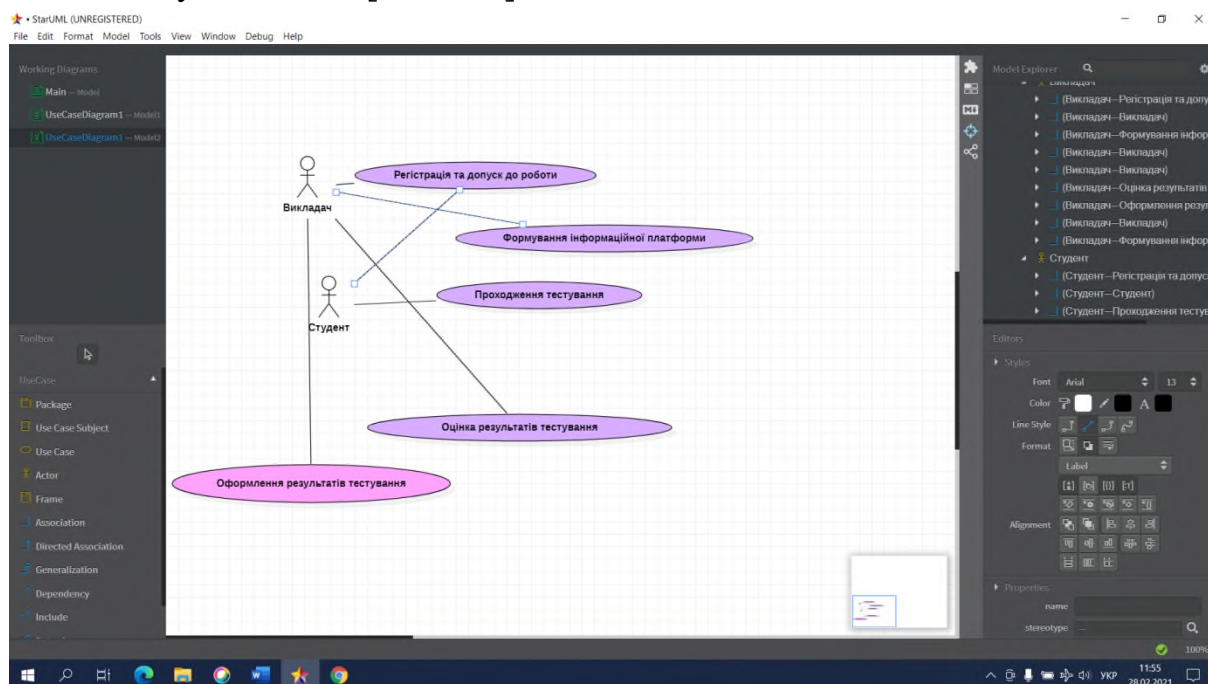 StarUML (UNREGISTERED)
File Edit Format Model Tools View Window Debug Help
Working Diagrams
Main — Model
UseCaseDiagram1 — Model1
UseCaseDiagram1 — Model2
Toolbox
UseCase
Package
Use Case Subject
Use Case
Actor
Frame
Association
Directed Association
Generalization
Dependency
Include
Викладач
Регістрація та допуск до роботи
Формування інформаційної платформи
Студент
Проходження тестування
Оцінка результатів тестування
Оформлення результатів тестування
Model Explorer
Викладач
(Викладач—Регістрація та допу
(Викладач—Викладач)
(Викладач—Формування інфор
(Викладач—Викладач)
(Викладач—Викладач)
(Викладач—Оцінка результатів
(Викладач—Оформлення резул
(Викладач—Викладач)
(Викладач—Формування інфор
Студент
(Студент—Регістрація та допус
(Студент—Студент)
(Студент—Проходження тестув
Editors
Styles
Font Arial 13
Color A
Line Style
Format
Label
Alignment
Properties
name
stereotype —
100%
УКР
11:55
28.02.2021